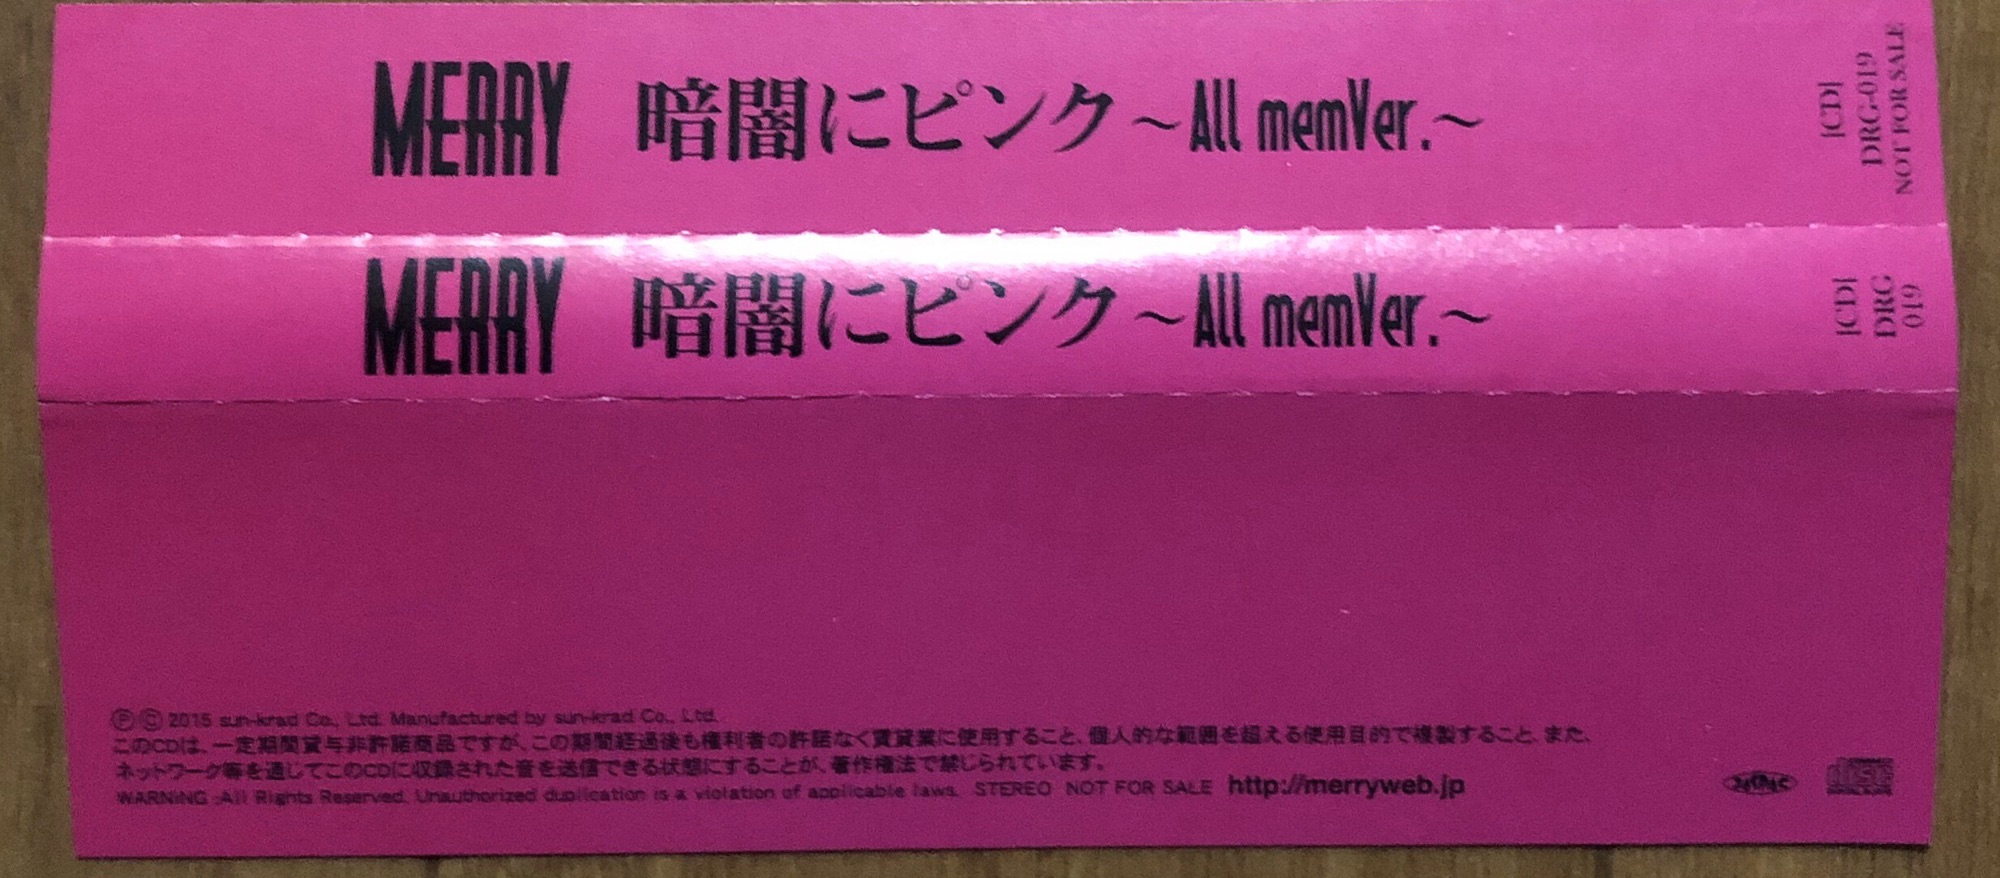 MERRY 暗闇にピンク ～All memVer.～
[CD]
DRG-019
NOT FOR SALE
MERRY 暗闇にピンク ～All memVer.～
[CD]
DRG
019
Ⓟ Ⓒ 2015 sun-krad Co., Ltd. Manufactured by sun-krad Co., Ltd.
このCDは、一定期間貸与非許諾商品ですが、この期間経過後も権利者の許諾なく賃貸業に使用すること、個人的な範囲を超える使用目的で複製すること、また、
ネットワーク等を通じてこのCDに収録された音を送信できる状態にすることが、著作権法で禁じられています。
WARNING :All Rights Reserved. Unauthorized duplication is a violation of applicable laws. STEREO NOT FOR SALE http://merryweb.jp